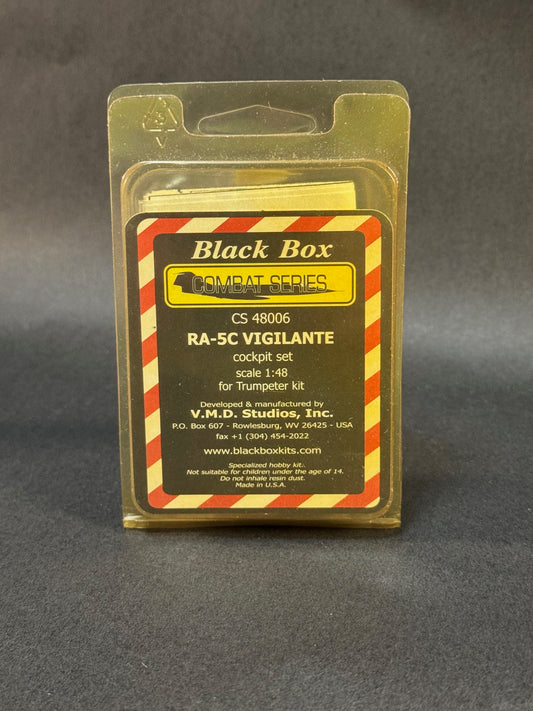 Black Box
COMBAT SERIES
CS 48006
RA-5C VIGILANTE
cockpit set
scale 1:48
for Trumpeter kit
Developed & manufactured by
V.M.D. Studios, Inc.
P.O. Box 607 - Rowlesburg, WV 26425 - USA
fax +1 (304) 454-2022
www.blackboxkits.com
Specialized hobby kit.
Not suitable for children under the age of 14.
Do not inhale resin dust.
Made in U.S.A.